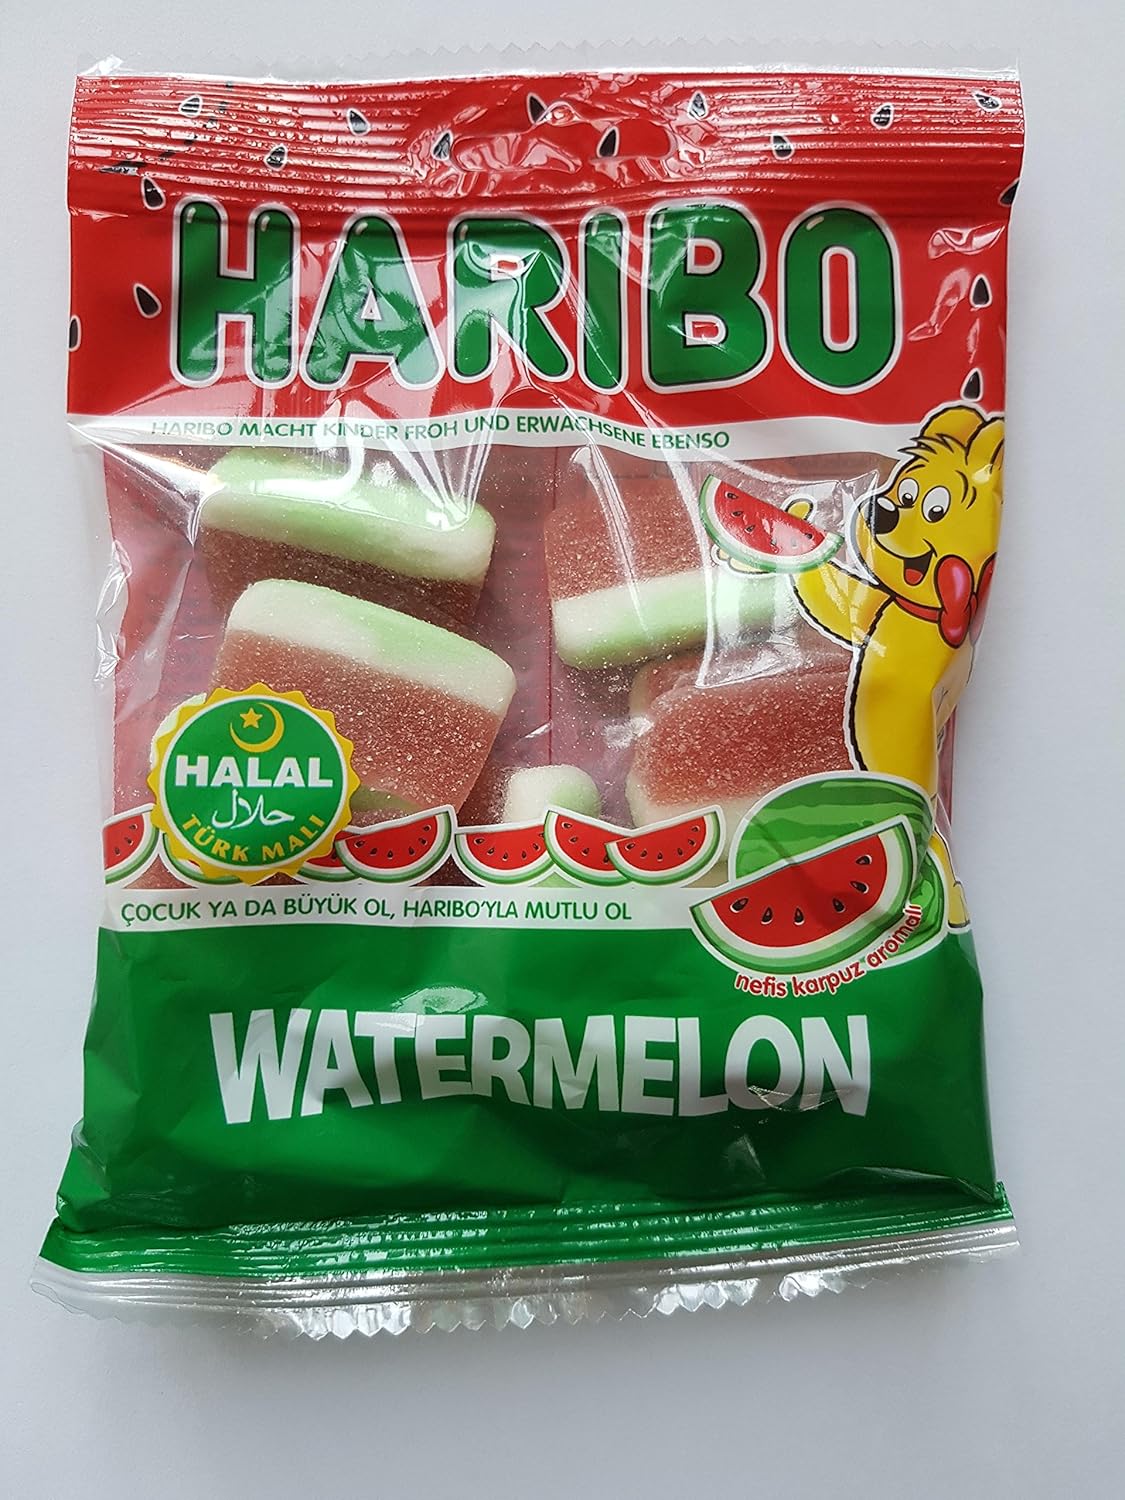 HARIBO
HARIBO MACHT KINDER FROH UND ERWACHSENE EBENSO
HALAL
حلال
TÜRK MALI
ÇOCUK YA DA BÜYÜK OL, HARIBO'YLA MUTLU OL
nefis karpuz aromalı
WATERMELON